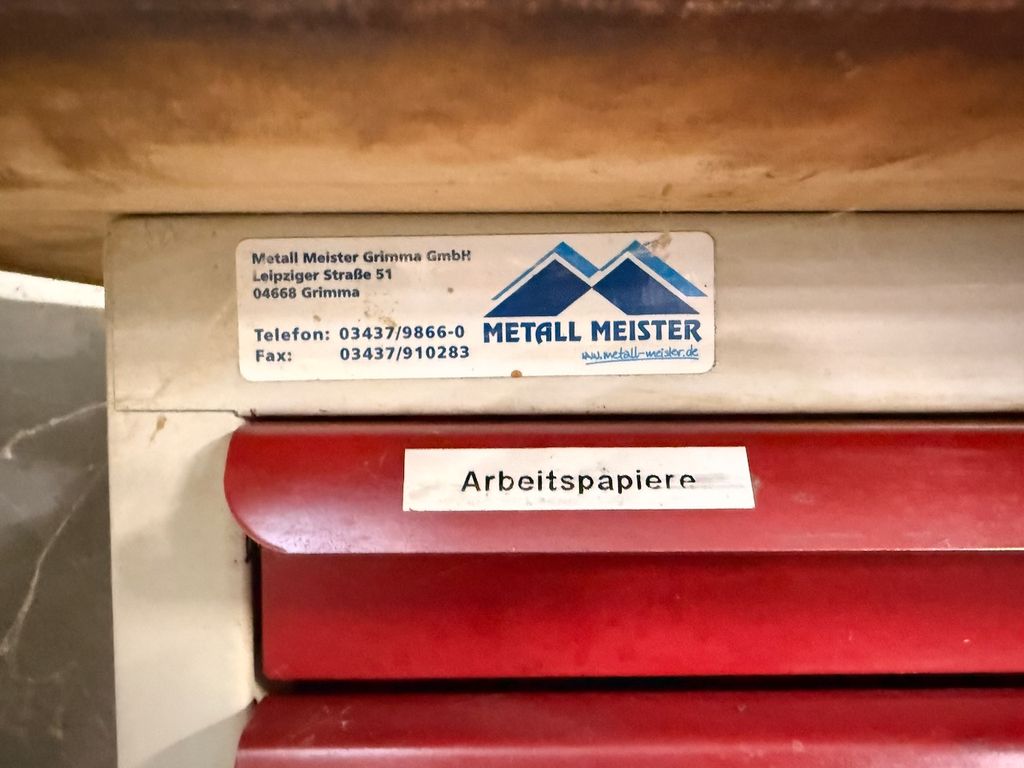 Metall Meister Grimma GmbH
Leipziger Straße 51
04668 Grimma
Telefon: 03437/9866-0
Fax: 03437/910283
METALL MEISTER
www.metall-meister.de
Arbeitspapiere